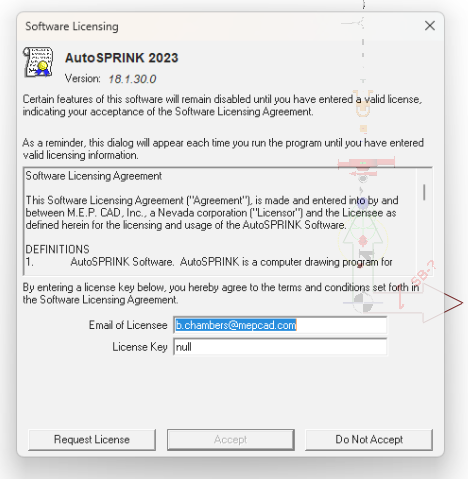 Software Licensing
AutoSPRINK 2023
Version: 18.1.30.0
Certain features of this software will remain disabled until you have entered a valid license,
indicating your acceptance of the Software Licensing Agreement.
As a reminder, this dialog will appear each time you run the program until you have entered
valid licensing information.
Software Licensing Agreement
This Software Licensing Agreement ("Agreement"), is made and entered into by and
between M.E.P. CAD, Inc., a Nevada corporation ("Licensor") and the Licensee as
defined herein for the licensing and usage of the AutoSPRINK Software.
DEFINITIONS
1. AutoSPRINK Software. AutoSPRINK is a computer drawing program for
By entering a license key below, you hereby agree to the terms and conditions set forth in
the Software Licensing Agreement.
Email of Licensee b.chambers@mepcad.com
License Key null
Request License Accept Do Not Accept
SB-?